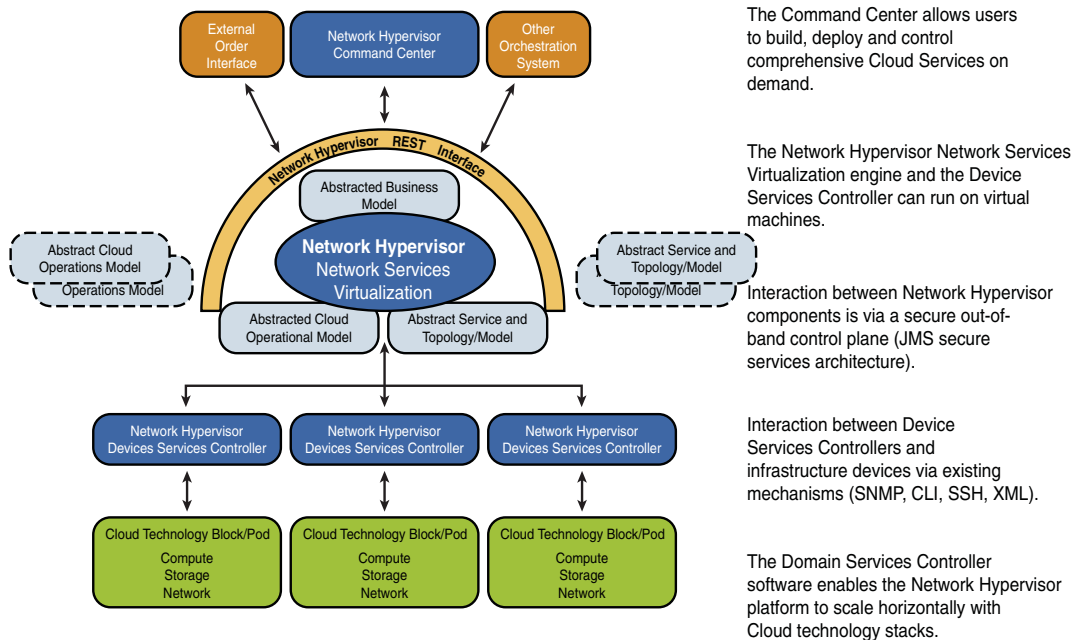 External
Order
Interface
Network Hypervisor
Command Center
Other
Orchestration
System
Network Hypervisor REST Interface
Abstracted Business
Model
Network Hypervisor
Network Services
Virtualization
Abstract Cloud
Operations Model
Operations Model
Abstract Service and
Topology/Model
Topology/Model
Abstracted Cloud
Operational Model
Abstract Service and
Topology/Model
Network Hypervisor
Devices Services Controller
Network Hypervisor
Devices Services Controller
Network Hypervisor
Devices Services Controller
Cloud Technology Block/Pod
Compute
Storage
Network
Cloud Technology Block/Pod
Compute
Storage
Network
Cloud Technology Block/Pod
Compute
Storage
Network
The Command Center allows users
to build, deploy and control
comprehensive Cloud Services on
demand.
The Network Hypervisor Network Services
Virtualization engine and the Device
Services Controller can run on virtual
machines.
Interaction between Network Hypervisor
components is via a secure out-of-
band control plane (JMS secure
services architecture).
Interaction between Device
Services Controllers and
infrastructure devices via existing
mechanisms (SNMP, CLI, SSH, XML).
The Domain Services Controller
software enables the Network Hypervisor
platform to scale horizontally with
Cloud technology stacks.